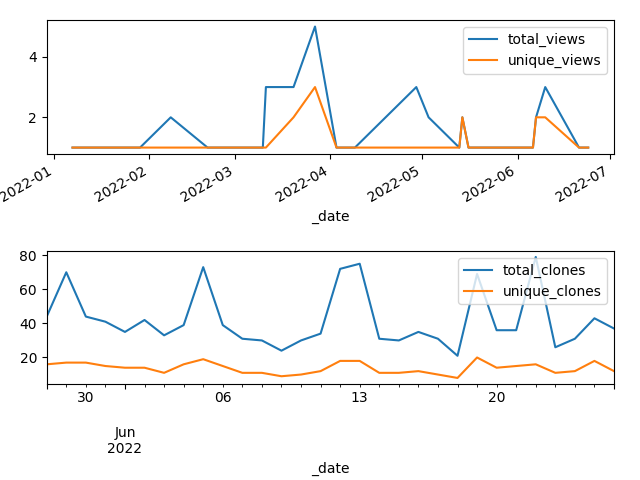 total_views
unique_views
4
2
2022-01
2022-02
2022-03
2022-04
2022-05
2022-06
2022-07
_date
total_clones
unique_clones
80
60
40
20
30
06
13
20
Jun
2022
_date